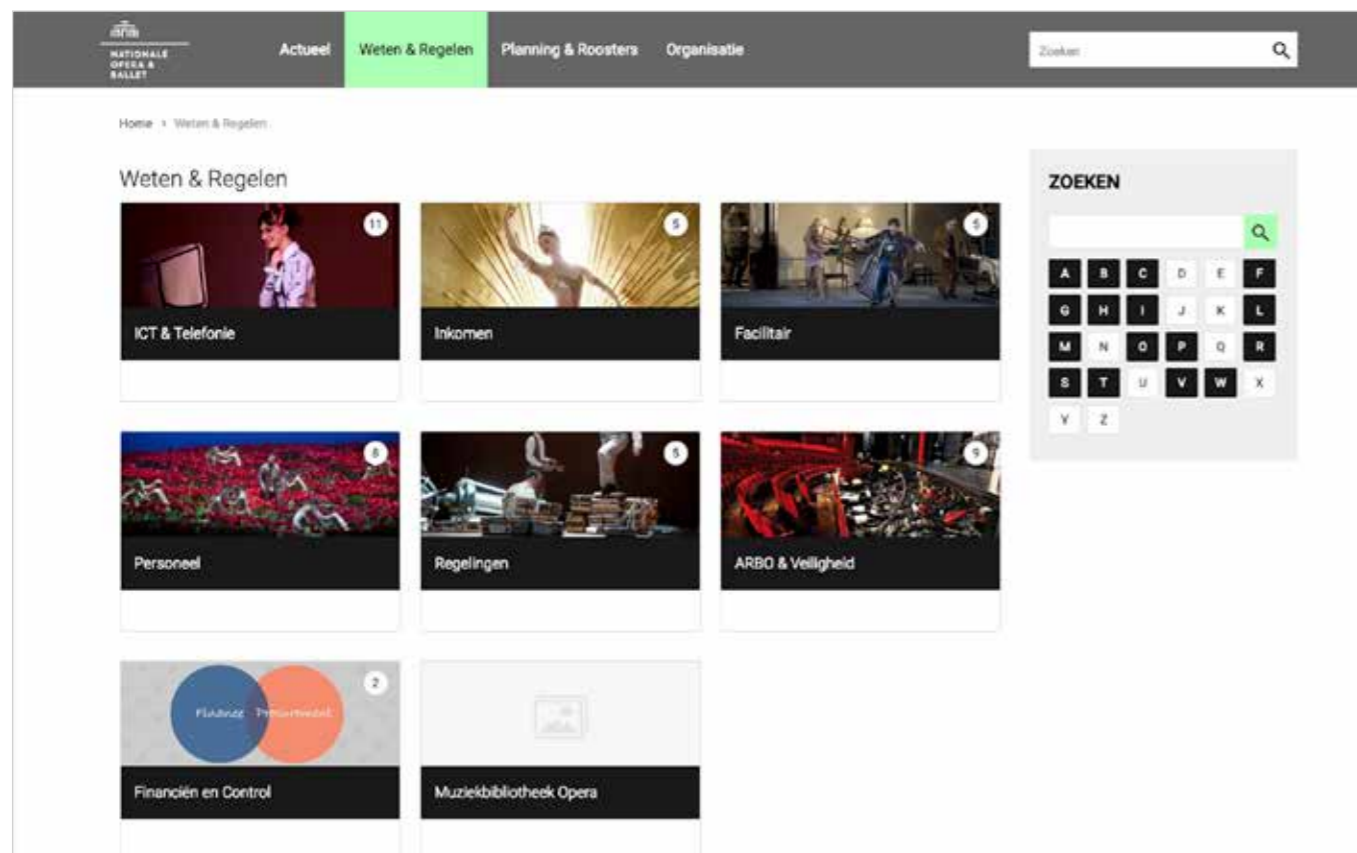 NATIONALE
OPERA &
BALLET
Actueel Weten & Regelen Planning & Roosters Organisatie
Zoeken
Home › Weten & Regelen
Weten & Regelen
11
ICT & Telefonie
5
Inkomen
5
Facilitair
8
Personeel
5
Regelingen
9
ARBO & Veiligheid
Finance Procurement
2
Financiën en Control
Muziekbibliotheek Opera
ZOEKEN
A B C D E F
G H I J K L
M N O P Q R
S T U V W X
Y Z